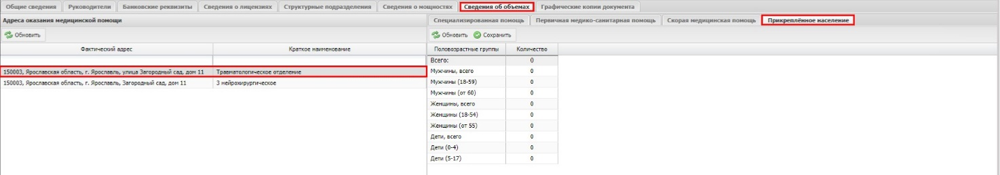 Общие сведения Руководители Банковские реквизиты Сведения о лицензиях Структурные подразделения Сведения о мощностях Сведения об объемах Графические копии документа
Адреса оказания медицинской помощи
Обновить
Фактический адрес Краткое наименование
150003, Ярославская область, г. Ярославль, улица Загородный сад, дом 11 Травматологическое отделение
150003, Ярославская область, г. Ярославль, Загородный сад, дом 11 3 нейрохирургическое
Специализированная помощь Первичная медико-санитарная помощь Скорая медицинская помощь Прикреплённое население
Обновить Сохранить
Половозрастные группы Количество
Всего: 0
Мужчины, всего 0
Мужчины (18-59) 0
Мужчины (от 60) 0
Женщины, всего 0
Женщины (18-54) 0
Женщины (от 55) 0
Дети, всего 0
Дети (0-4) 0
Дети (5-17) 0